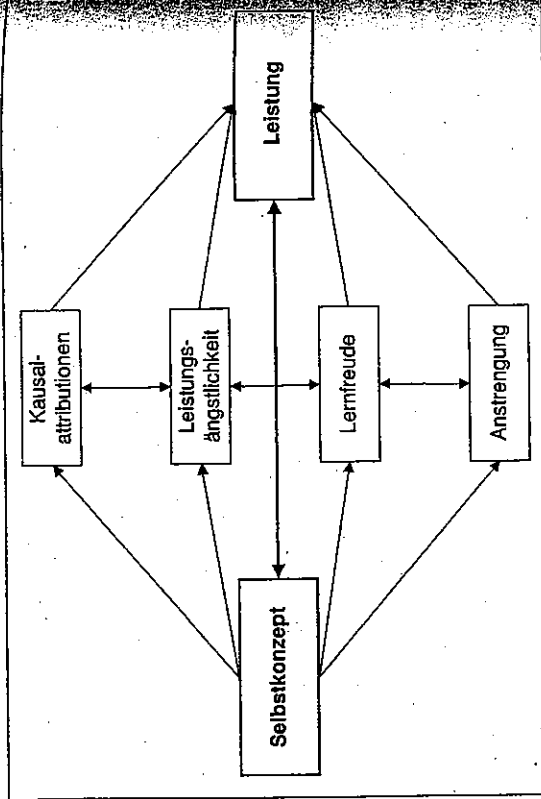 Kausal-
attributionen
Leistungs-
ängstlichkeit
Selbstkonzept
Leistung
Lernfreude
Anstrengung